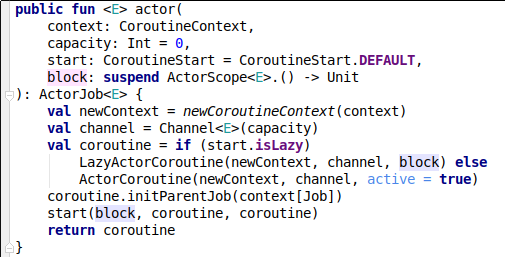 public fun <E> actor(
    context: CoroutineContext,
    capacity: Int = 0,
    start: CoroutineStart = CoroutineStart.DEFAULT,
    block: suspend ActorScope<E>.() -> Unit
): ActorJob<E> {
    val newContext = newCoroutineContext(context)
    val channel = Channel<E>(capacity)
    val coroutine = if (start.isLazy)
        LazyActorCoroutine(newContext, channel, block) else
        ActorCoroutine(newContext, channel, active = true)
    coroutine.initParentJob(context[Job])
    start(block, coroutine, coroutine)
    return coroutine
}